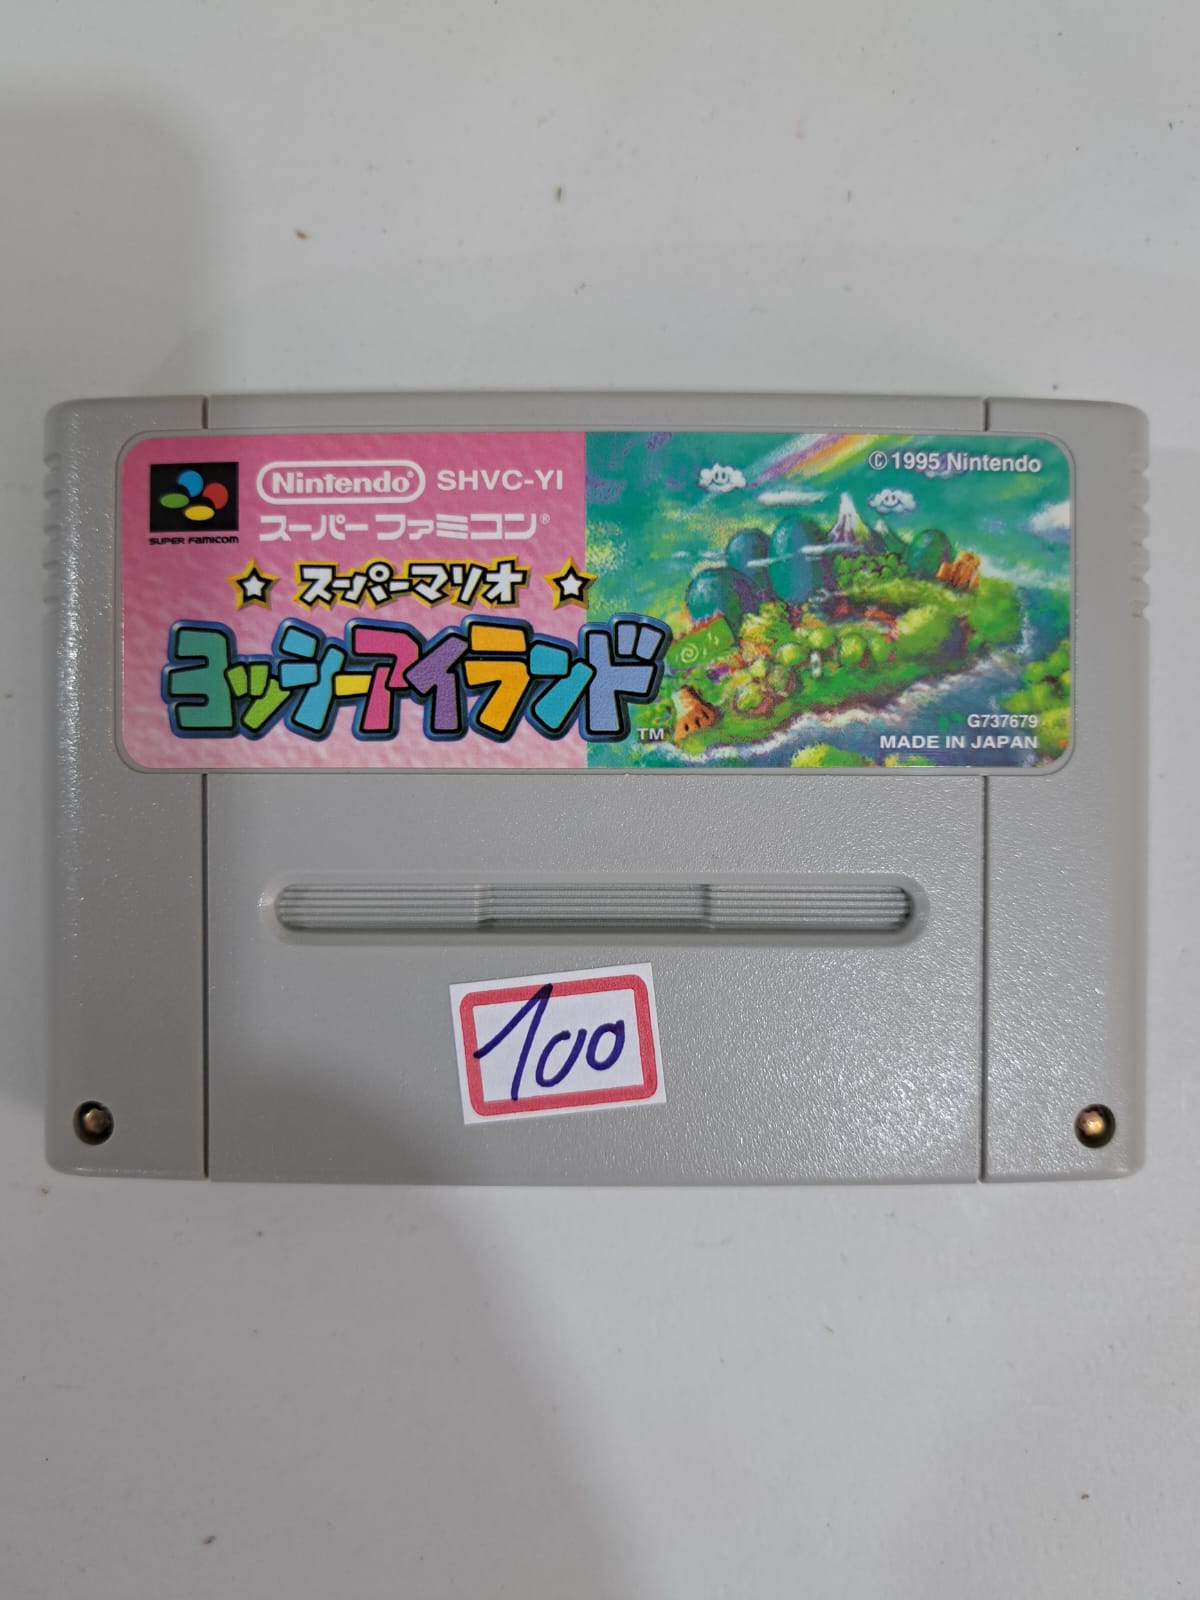 Nintendo® SHVC-YI
スーパーファミコン®
SUPER FAMICOM
© 1995 Nintendo
スーパーマリオ
ヨッシーアイランド
TM
G737679
MADE IN JAPAN
100